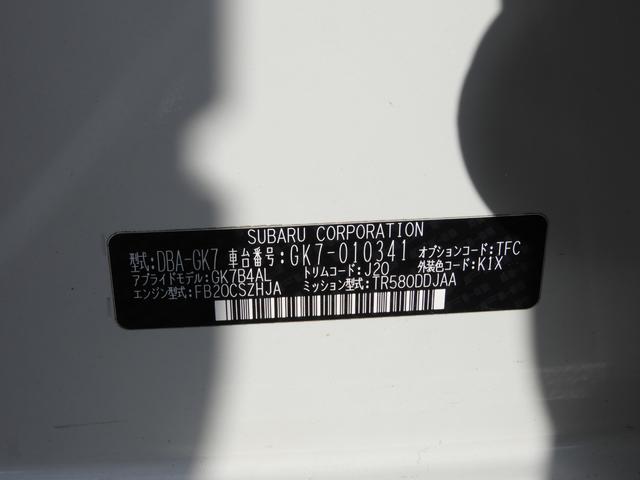 SUBARU CORPORATION
型式:DBA-GK7 車台番号:GK7-010341 オプションコード:TFC
アプライドモデル:GK7B4AL トリムコード:J20 外装色コード:K1X
エンジン型式:FB20CSZHJA ミッション型式:TR580DDJAA